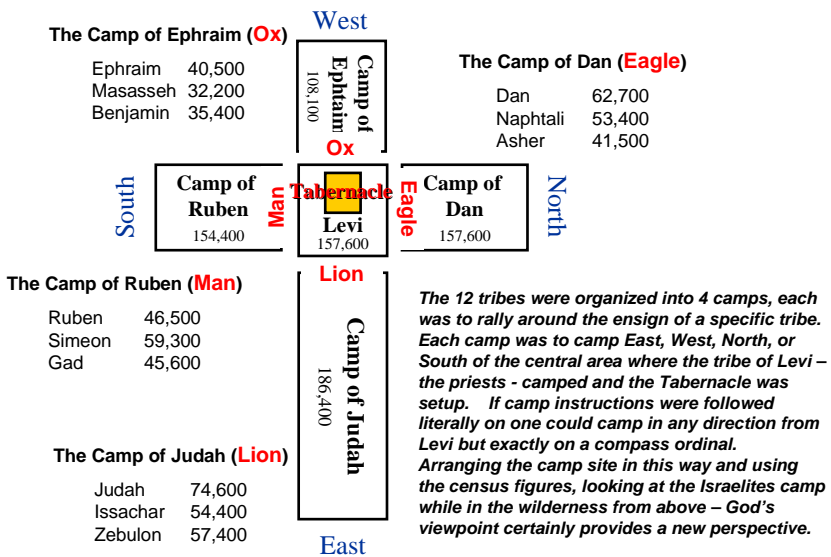 West
The Camp of Ephraim (Ox)
Ephraim 40,500
Masasseh 32,200
Benjamin 35,400
Camp of
Ephtaim
108,100
Ox
The Camp of Dan (Eagle)
Dan 62,700
Naphtali 53,400
Asher 41,500
South
Camp of
Ruben
154,400
Man
Tabernacle
Levi
157,600
Eagle
Camp of
Dan
157,600
North
Lion
The Camp of Ruben (Man)
Ruben 46,500
Simeon 59,300
Gad 45,600
Camp of Judah
186,400
The Camp of Judah (Lion)
Judah 74,600
Issachar 54,400
Zebulon 57,400
East
The 12 tribes were organized into 4 camps, each
was to rally around the ensign of a specific tribe.
Each camp was to camp East, West, North, or
South of the central area where the tribe of Levi –
the priests - camped and the Tabernacle was
setup. If camp instructions were followed
literally on one could camp in any direction from
Levi but exactly on a compass ordinal.
Arranging the camp site in this way and using
the census figures, looking at the Israelites camp
while in the wilderness from above – God's
viewpoint certainly provides a new perspective.